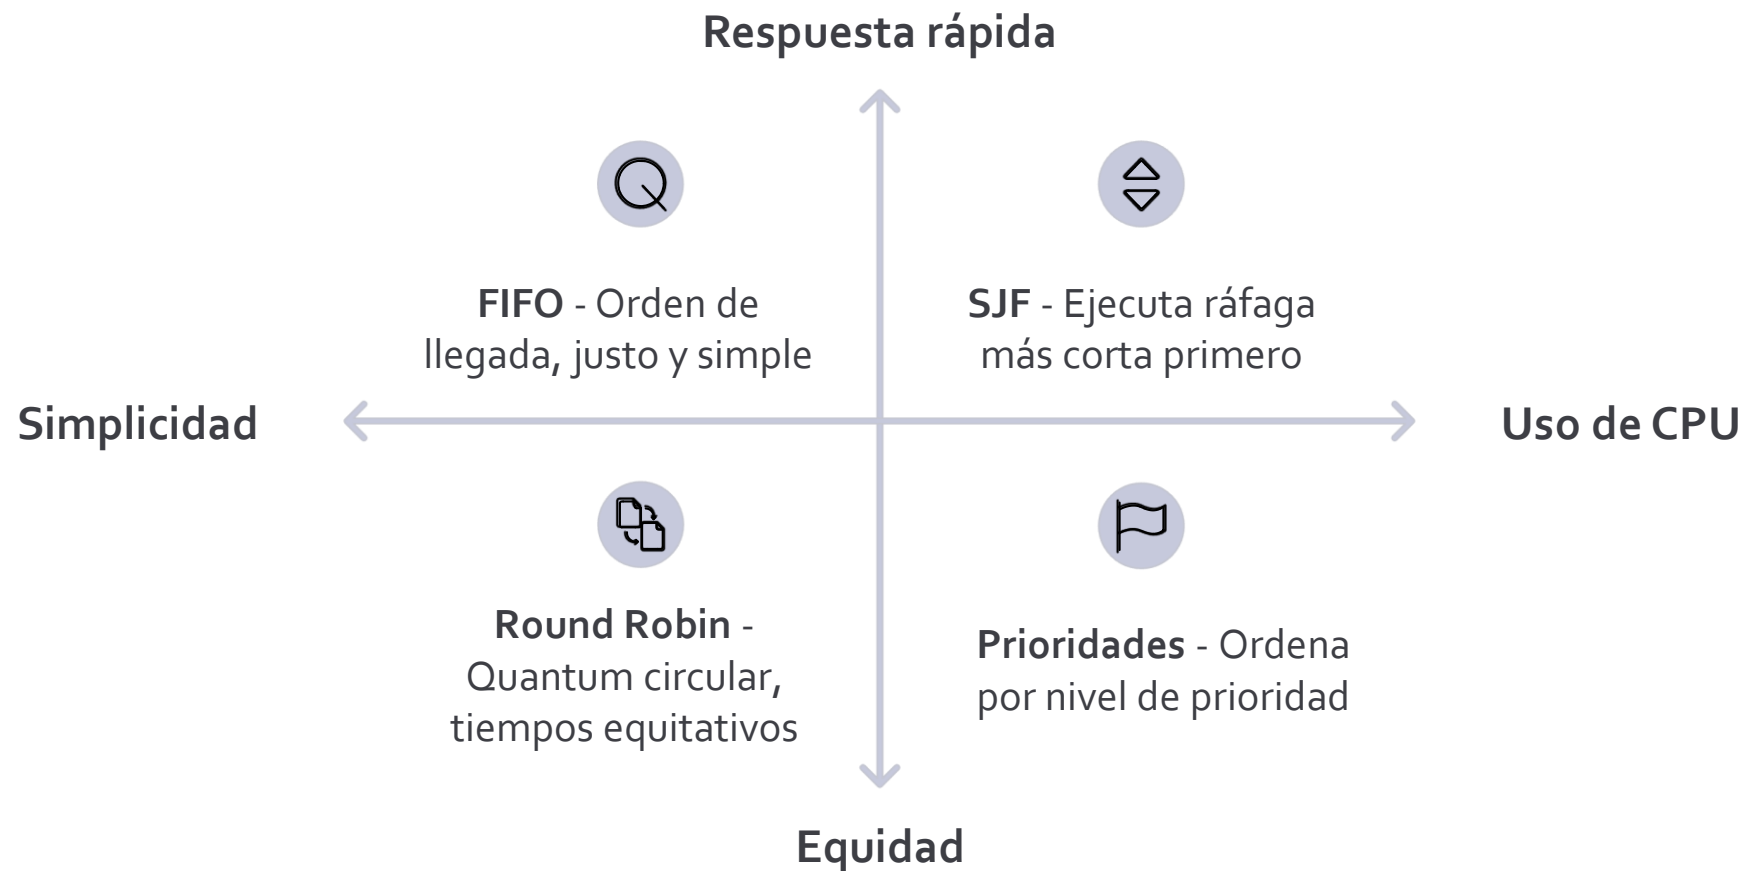 Respuesta rápida
FIFO - Orden de
llegada, justo y simple
SJF - Ejecuta ráfaga
más corta primero
Simplicidad
Uso de CPU
Round Robin -
Quantum circular,
tiempos equitativos
Prioridades - Ordena
por nivel de prioridad
Equidad